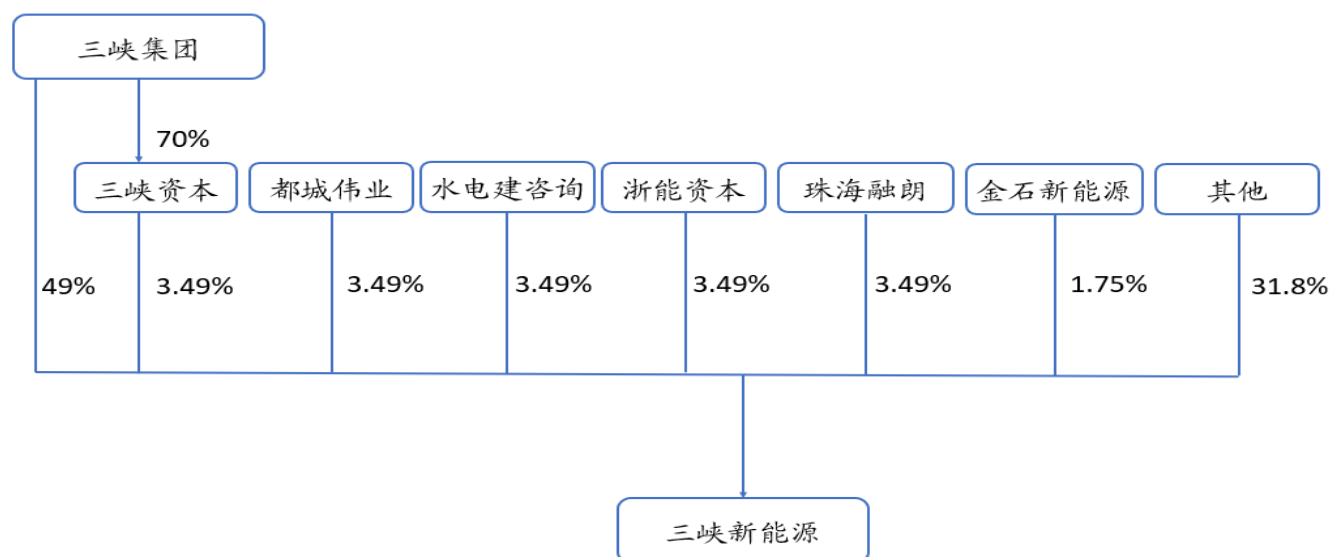 三峡集团
70%
三峡资本
都城伟业
水电建咨询
浙能资本
珠海融朗
金石新能源
其他
49%
3.49%
3.49%
3.49%
3.49%
3.49%
1.75%
31.8%
三峡新能源